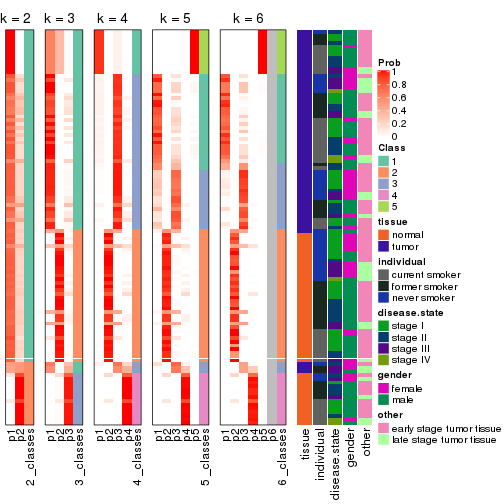 k = 2 k = 3 k = 4 k = 5 k = 6
Prob
1
0.8
0.6
0.4
0.2
0
Class
1
2
3
4
5
tissue
normal
tumor
individual
current smoker
former smoker
never smoker
disease.state
stage I
stage II
stage III
stage IV
gender
female
male
other
early stage tumor tissue
late stage tumor tissue
p1 p2 2_classes p1 p2 p3 3_classes p1 p2 p3 p4 4_classes p1 p2 p3 p4 p5 5_classes p1 p2 p3 p4 p5 p6 6_classes tissue individual disease.state gender other